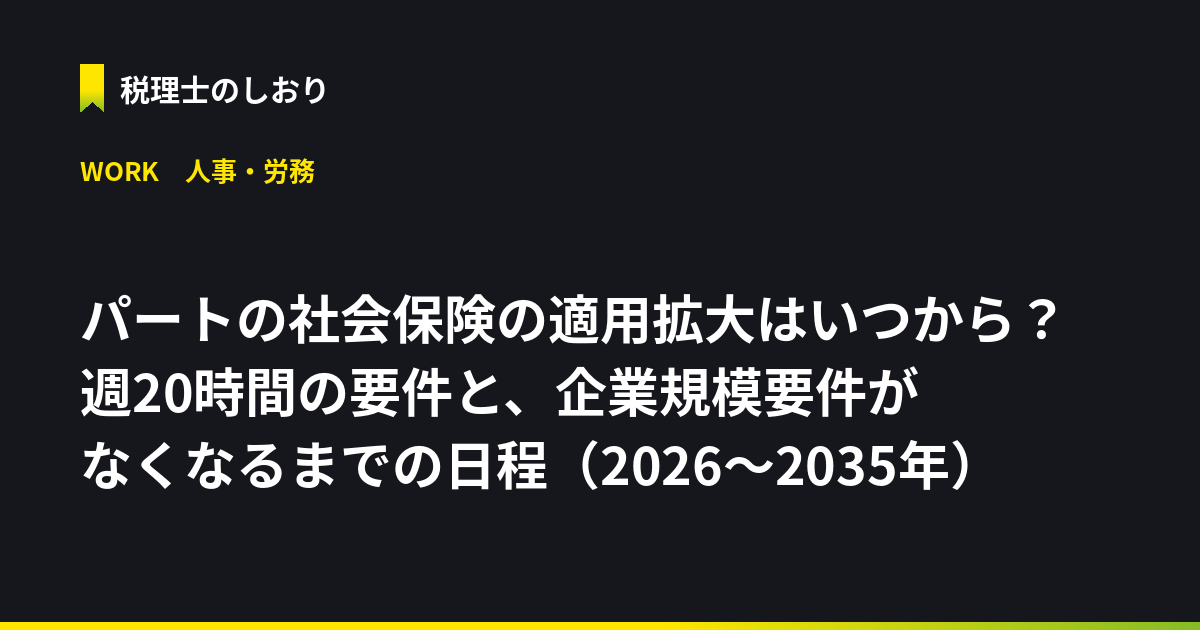 税理士のしおり
WORK 人事・労務
パートの社会保険の適用拡大はいつから？
週20時間の要件と、企業規模要件が
なくなるまでの日程（2026〜2035年）